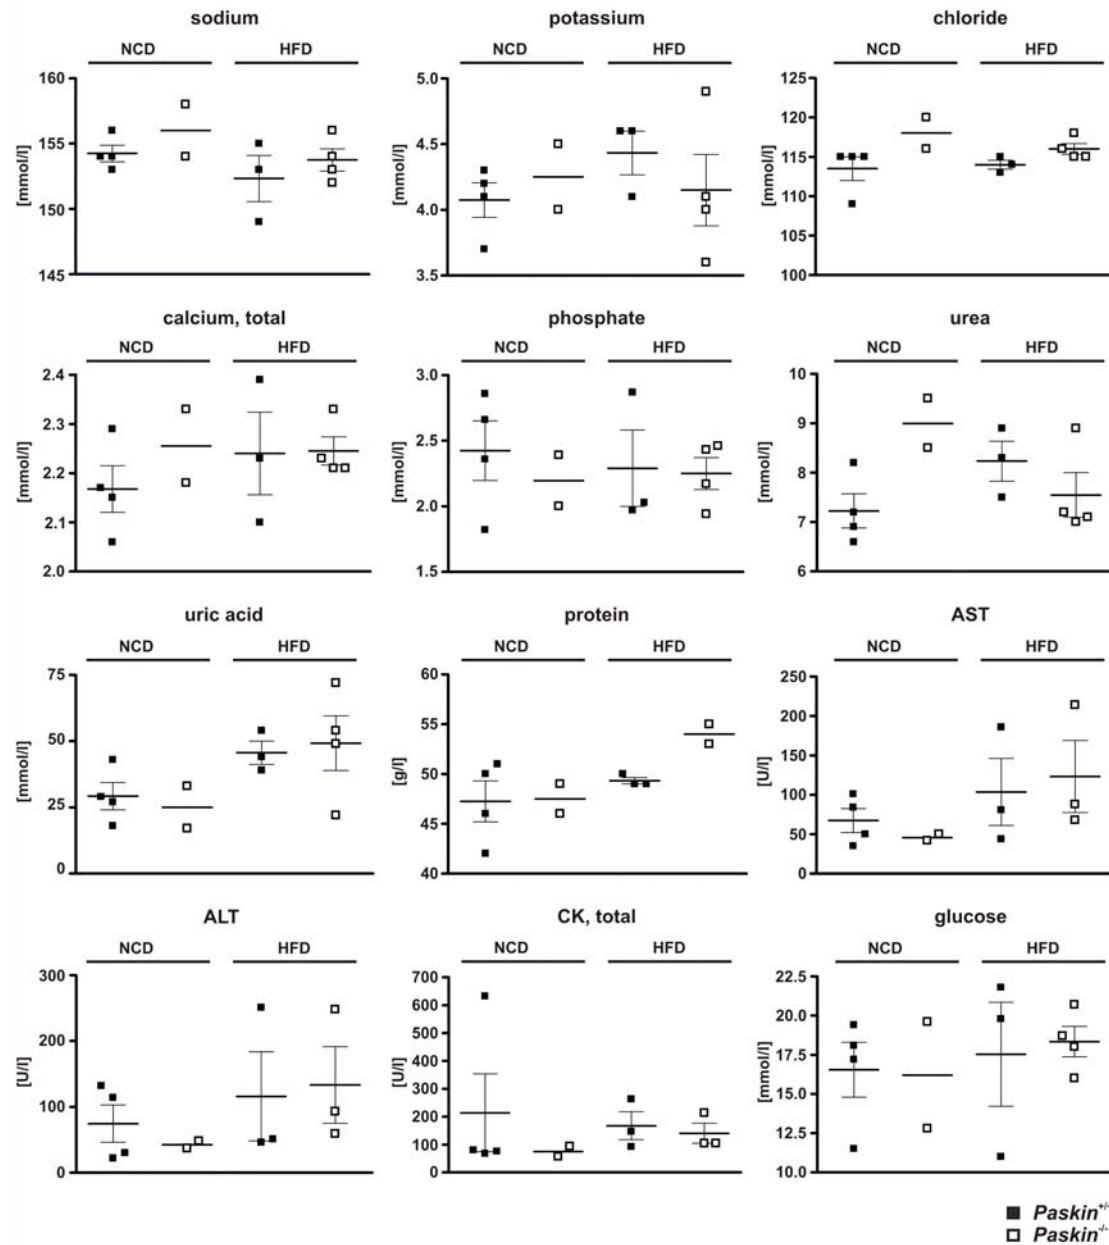 sodium potassium chloride
NCD HFD NCD HFD NCD HFD
160
155
150
145
[mmol/l]
5.0
4.5
4.0
3.5
[mmol/l]
125
120
115
110
105
100
[mmol/l]
calcium, total phosphate urea
NCD HFD NCD HFD NCD HFD
2.4
2.3
2.2
2.1
2.0
[mmol/l]
3.0
2.5
2.0
1.5
[mmol/l]
10
9
8
7
6
[mmol/l]
uric acid protein AST
NCD HFD NCD HFD NCD HFD
75
50
25
0
[mmol/l]
60
55
50
45
40
[g/l]
250
200
150
100
50
0
[U/l]
ALT CK, total glucose
NCD HFD NCD HFD NCD HFD
300
200
100
0
[U/l]
700
600
500
400
300
200
100
0
[U/l]
22.5
20.0
17.5
15.0
12.5
10.0
[mmol/l]
Paskin+/
Paskin-/-